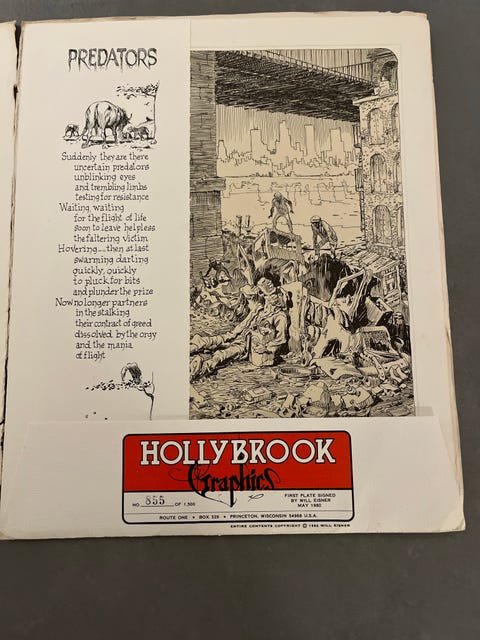 PREDATORS
Suddenly they are there
uncertain predators
unblinking eyes
and trembling limbs
testing for resistance
Waiting, waiting
for the flight of life
soon to leave helpless
the faltering victim
Hovering....then at last
swarming darting
quickly, quickly
to pluck for bits
and plunder the prize
Now no longer partners
in the stalking
their contract of greed
dissolved by the orgy
and the mania
of flight
HOLLYBROOK
Graphics
NO. 855 OF 1,500
FIRST PLATE SIGNED
BY WILL EISNER
MAY 1980
ROUTE ONE • BOX 529 • PRINCETON, WISCONSIN 54968 U.S.A.
ENTIRE CONTENTS COPYRIGHT © 1980 WILL EISNER